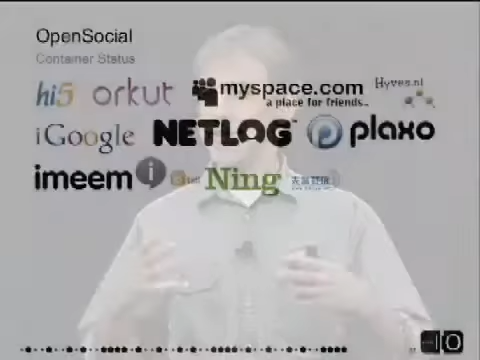 OpenSocial
Container Status
hi5 orkut myspace.com Hyves.nl
a place for friends
iGoogle NETLOG plaxo
imeem Ning
IO